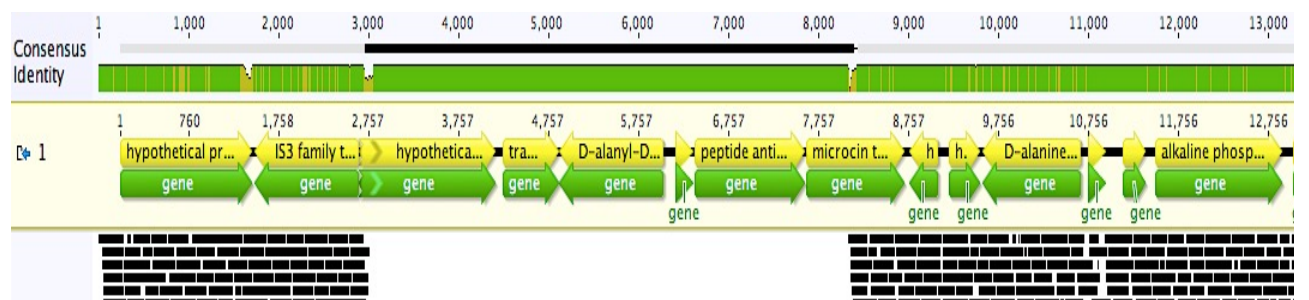 1 1,000 2,000 3,000 4,000 5,000 6,000 7,000 8,000 9,000 10,000 11,000 12,000 13,000
Consensus
Identity
1 760 1,758 2,757 3,757 4,757 5,757 6,757 7,757 8,757 9,756 10,756 11,756 12,756
1
hypothetical pr... IS3 family t... hypothetica... tra... D-alanyl-D... peptide anti... microcin t... h h. D-alanine... alkaline phosp...
gene gene gene gene gene gene gene gene gene
gene gene gene gene gene